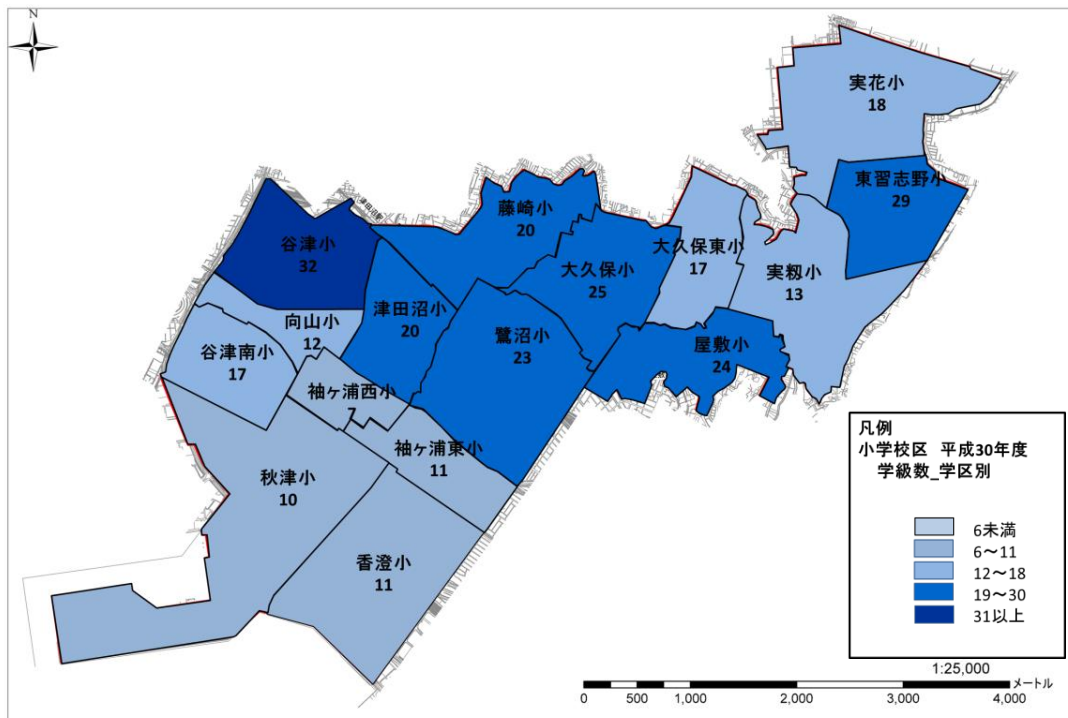 N
実花小
18
東習志野小
29
藤崎小
20
谷津小
32
大久保東小
17
大久保小
25
実籾小
13
津田沼小
20
向山小
12
鷺沼小
23
屋敷小
24
谷津南小
17
袖ヶ浦西小
7
袖ヶ浦東小
11
秋津小
10
香澄小
11
凡例
小学校区 平成30年度
学級数_学区別
6未満
6～11
12～18
19～30
31以上
1:25,000
メートル
0 500 1,000 2,000 3,000 4,000